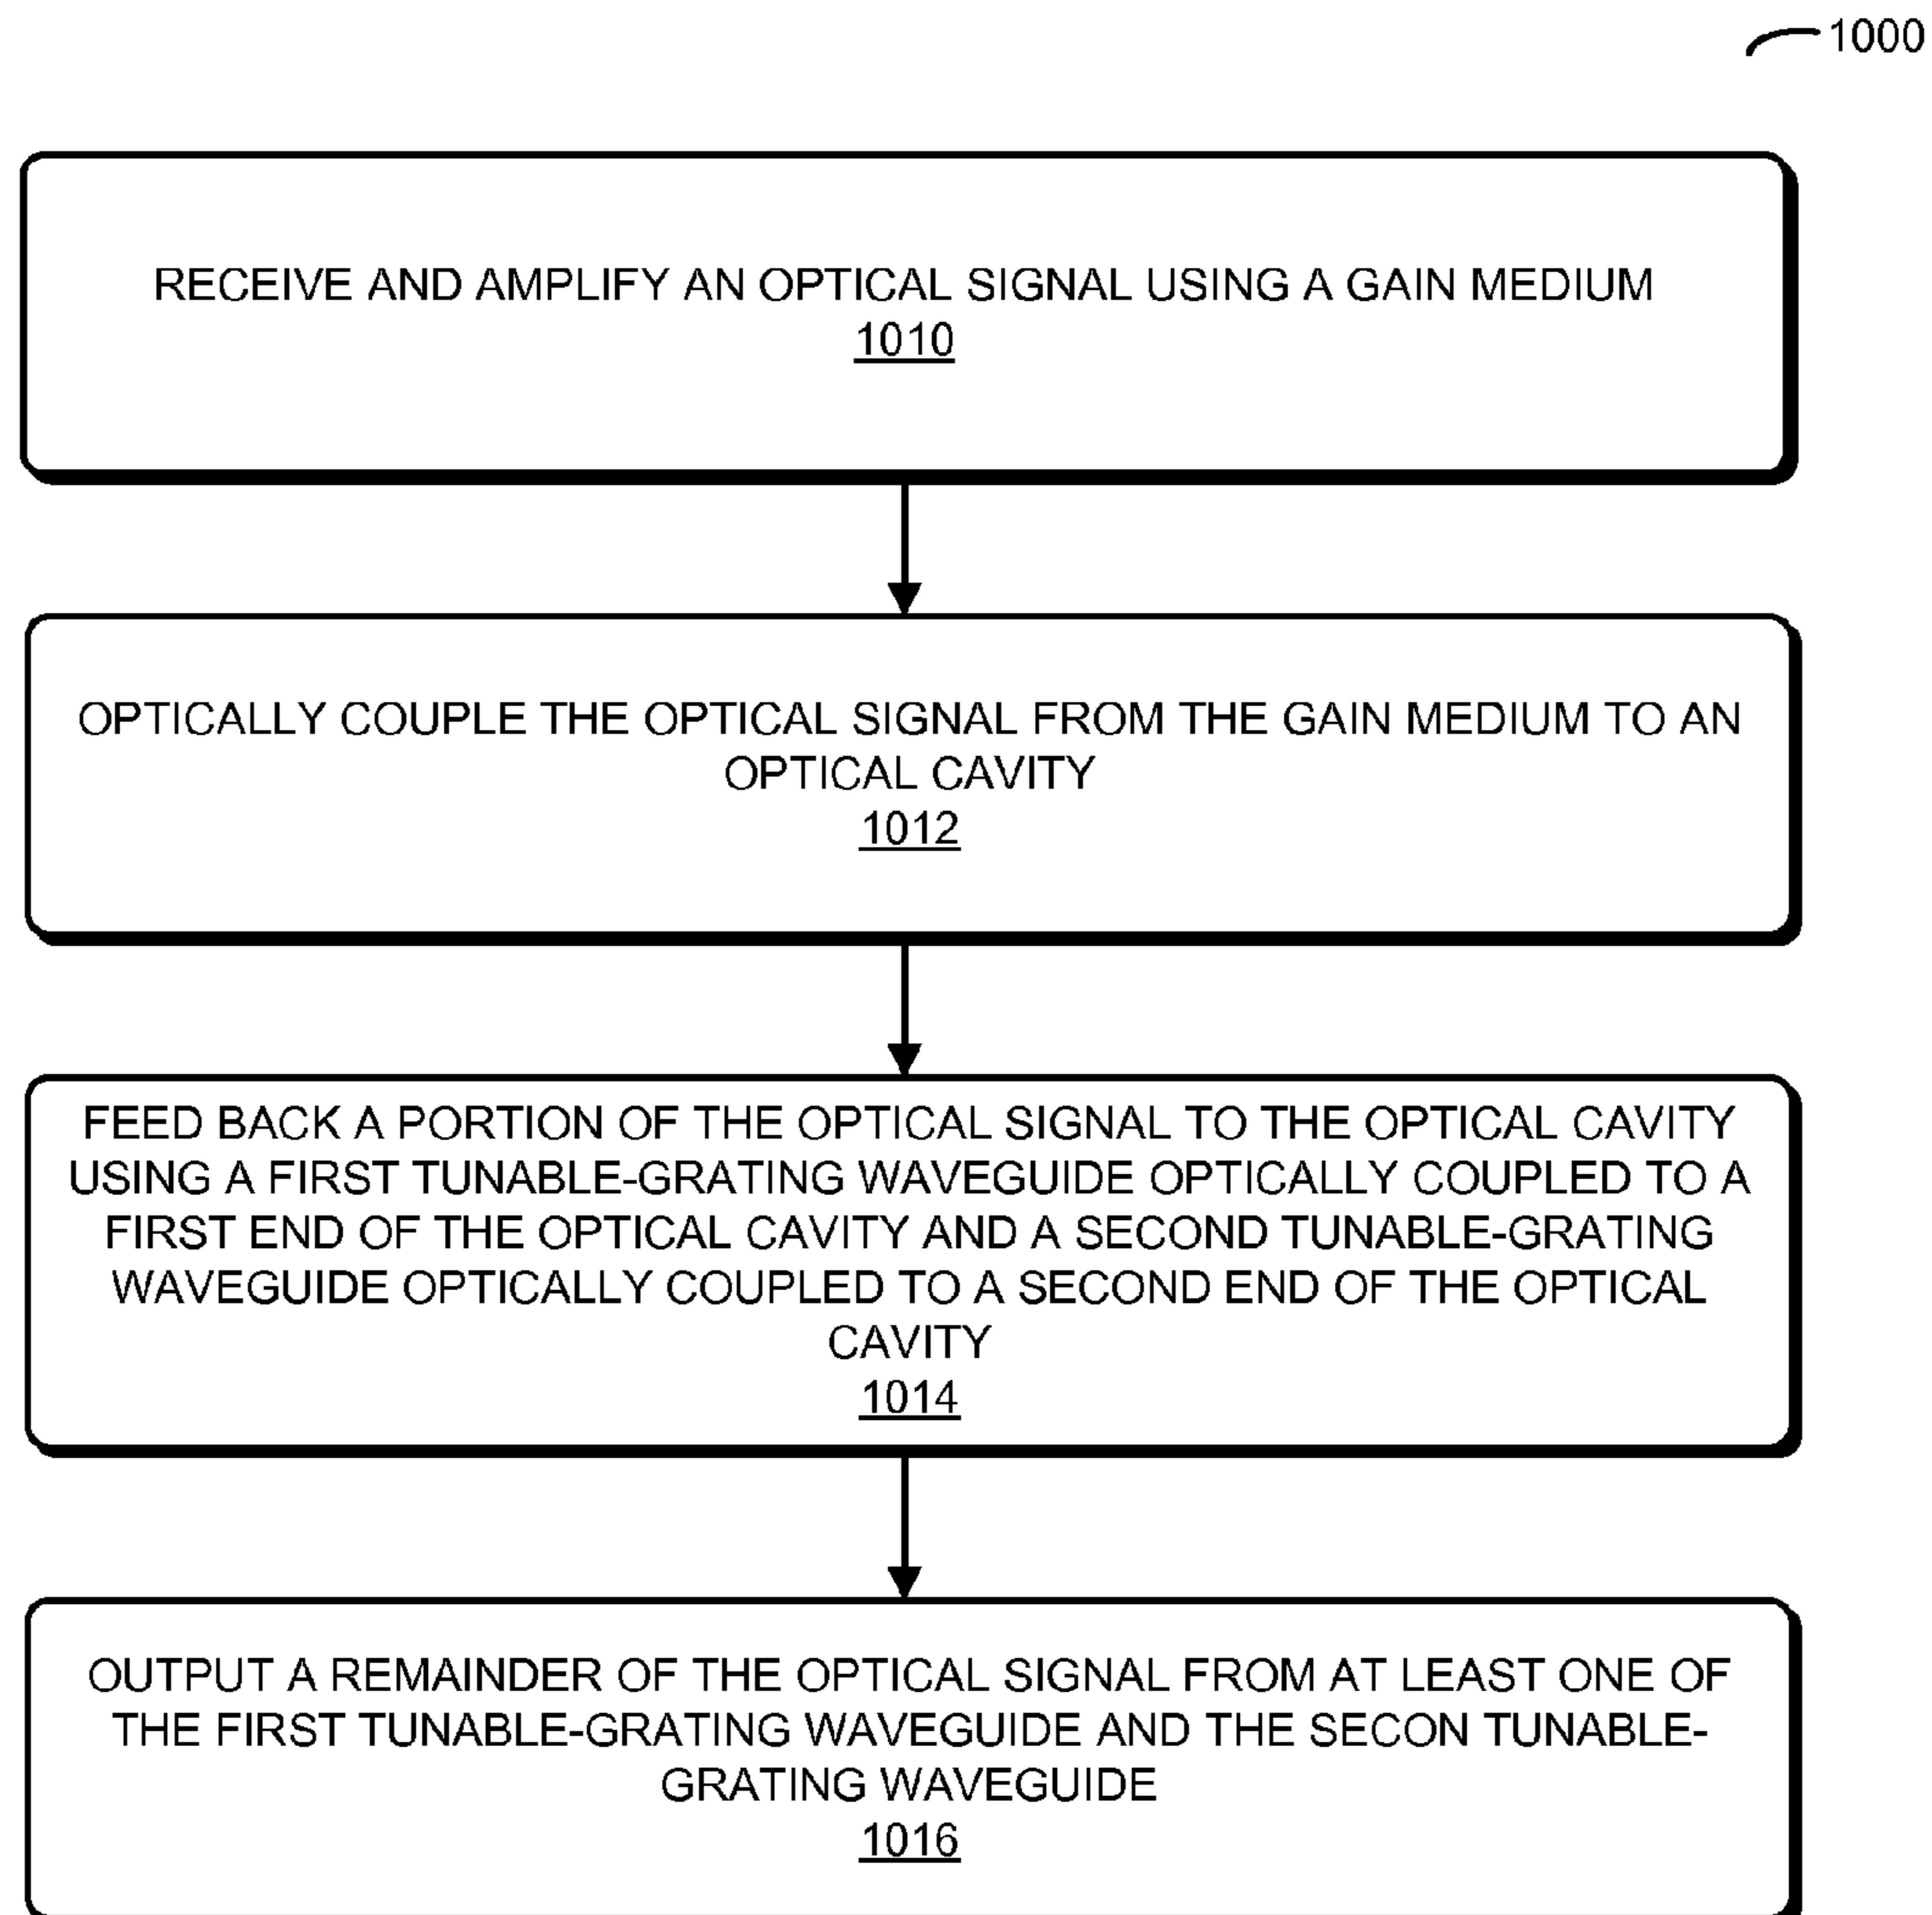 1000
RECEIVE AND AMPLIFY AN OPTICAL SIGNAL USING A GAIN MEDIUM
1010
OPTICALLY COUPLE THE OPTICAL SIGNAL FROM THE GAIN MEDIUM TO AN
OPTICAL CAVITY
1012
FEED BACK A PORTION OF THE OPTICAL SIGNAL TO THE OPTICAL CAVITY
USING A FIRST TUNABLE-GRATING WAVEGUIDE OPTICALLY COUPLED TO A
FIRST END OF THE OPTICAL CAVITY AND A SECOND TUNABLE-GRATING
WAVEGUIDE OPTICALLY COUPLED TO A SECOND END OF THE OPTICAL
CAVITY
1014
OUTPUT A REMAINDER OF THE OPTICAL SIGNAL FROM AT LEAST ONE OF
THE FIRST TUNABLE-GRATING WAVEGUIDE AND THE SECON TUNABLE-
GRATING WAVEGUIDE
1016